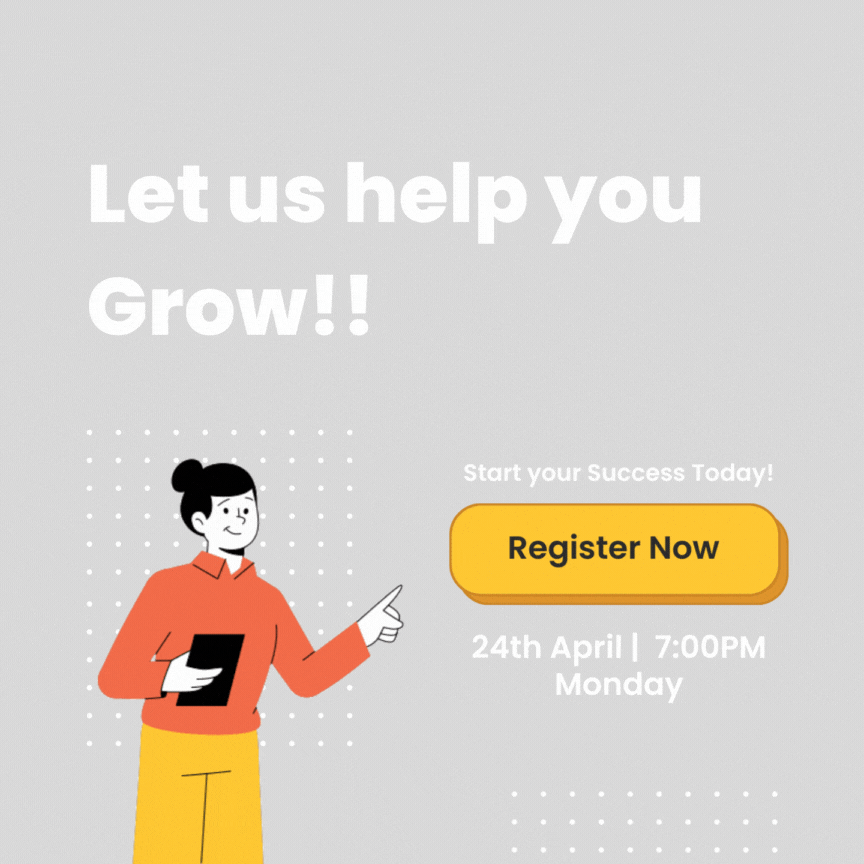 Let us help you
Grow!!
Start your Success Today!
Register Now
24th April | 7:00PM
Monday